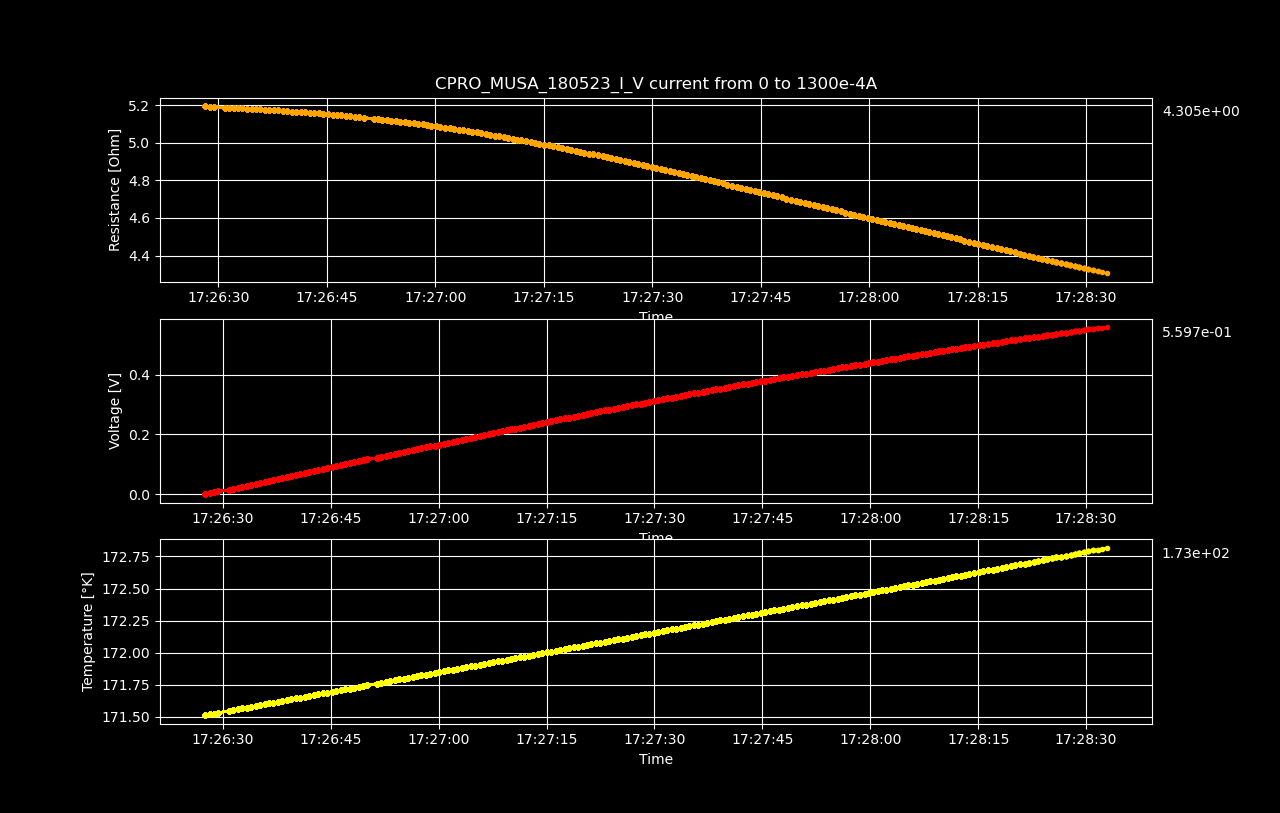 CPRO_MUSA_180523_I_V current from 0 to 1300e-4A
4.305e+00
Resistance [Ohm]
5.2
5.0
4.8
4.6
4.4
17:26:30 17:26:45 17:27:00 17:27:15 17:27:30 17:27:45 17:28:00 17:28:15 17:28:30
Time
5.597e-01
Voltage [V]
0.4
0.2
0.0
17:26:30 17:26:45 17:27:00 17:27:15 17:27:30 17:27:45 17:28:00 17:28:15 17:28:30
Time
1.73e+02
Temperature [°K]
172.75
172.50
172.25
172.00
171.75
171.50
17:26:30 17:26:45 17:27:00 17:27:15 17:27:30 17:27:45 17:28:00 17:28:15 17:28:30
Time